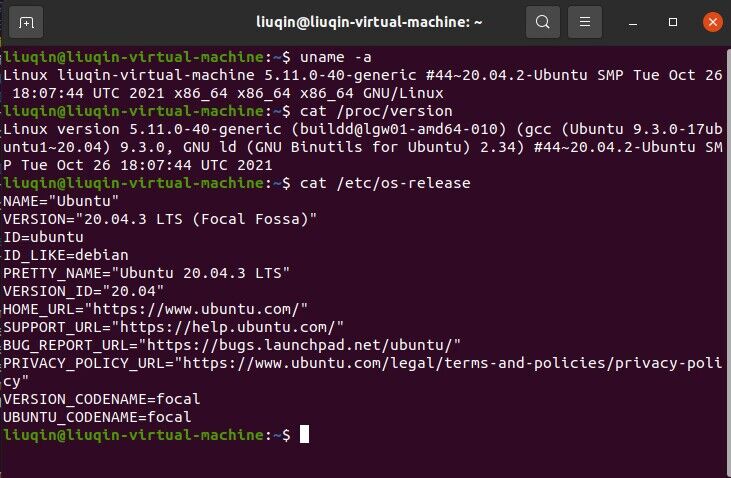 liuqin@liuqin-virtual-machine: ~
liuqin@liuqin-virtual-machine:~$ uname -a
Linux liuqin-virtual-machine 5.11.0-40-generic #44~20.04.2-Ubuntu SMP Tue Oct 26
 18:07:44 UTC 2021 x86_64 x86_64 x86_64 GNU/Linux
liuqin@liuqin-virtual-machine:~$ cat /proc/version
Linux version 5.11.0-40-generic (buildd@lgw01-amd64-010) (gcc (Ubuntu 9.3.0-17ub
untu1~20.04) 9.3.0, GNU ld (GNU Binutils for Ubuntu) 2.34) #44~20.04.2-Ubuntu SM
P Tue Oct 26 18:07:44 UTC 2021
liuqin@liuqin-virtual-machine:~$ cat /etc/os-release
NAME="Ubuntu"
VERSION="20.04.3 LTS (Focal Fossa)"
ID=ubuntu
ID_LIKE=debian
PRETTY_NAME="Ubuntu 20.04.3 LTS"
VERSION_ID="20.04"
HOME_URL="https://www.ubuntu.com/"
SUPPORT_URL="https://help.ubuntu.com/"
BUG_REPORT_URL="https://bugs.launchpad.net/ubuntu/"
PRIVACY_POLICY_URL="https://www.ubuntu.com/legal/terms-and-policies/privacy-poli
cy"
VERSION_CODENAME=focal
UBUNTU_CODENAME=focal
liuqin@liuqin-virtual-machine:~$